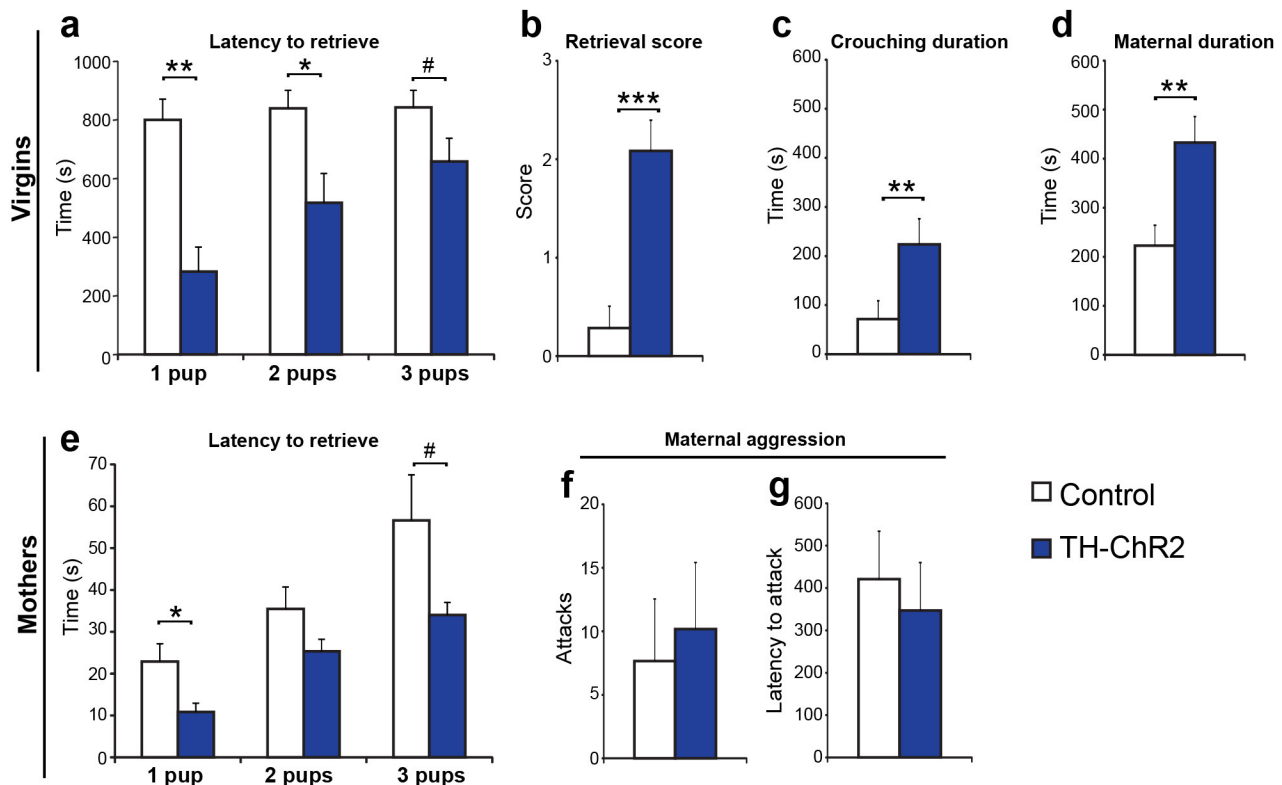 Virgins
a
Latency to retrieve
Time (s)
1000
800
600
400
200
0
**
*
#
1 pup
2 pups
3 pups
b
Retrieval score
Score
3
2
1
0
***
c
Crouching duration
Time (s)
600
500
400
300
200
100
0
**
d
Maternal duration
Time (s)
600
500
400
300
200
100
0
**
Mothers
e
Latency to retrieve
Time (s)
70
60
50
40
30
20
10
0
*
#
1 pup
2 pups
3 pups
Maternal aggression
f
Attacks
20
15
10
5
0
g
Latency to attack
600
500
400
300
200
100
0
Control
TH-ChR2